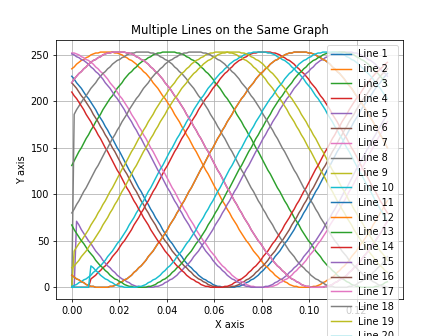 Multiple Lines on the Same Graph
Y axis
250
200
150
100
50
0
0.00
0.02
0.04
0.06
0.08
0.10
X axis
Line 1
Line 2
Line 3
Line 4
Line 5
Line 6
Line 7
Line 8
Line 9
Line 10
Line 11
Line 12
Line 13
Line 14
Line 15
Line 16
Line 17
Line 18
Line 19
Line 20